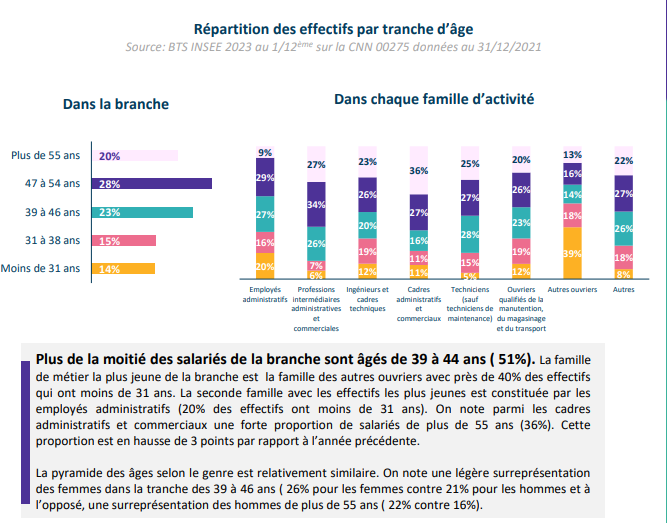 Répartition des effectifs par tranche d’âge
Source: BTS INSEE 2023 au 1/12ème sur la CNN 00275 données au 31/12/2021
Dans la branche
Plus de 55 ans 20%
47 à 54 ans 28%
39 à 46 ans 23%
31 à 38 ans 15%
Moins de 31 ans 14%
Dans chaque famille d’activité
9% 27% 23% 36% 25% 20% 13% 22%
29% 34% 26% 27% 27% 26% 16% 27%
27% 26% 20% 16% 28% 23% 14% 26%
16% 7% 19% 11% 15% 19% 18% 18%
20% 6% 12% 11% 5% 12% 39% 8%
Employés
administratifs
Professions
intermédiaires
administratives
et
commerciales
Ingénieurs et
cadres
techniques
Cadres
administratifs
et
commerciaux
Techniciens
(sauf
techniciens de
maintenance)
Ouvriers
qualifiés de la
manutention,
du magasinage
et du transport
Autres ouvriers
Autres
Plus de la moitié des salariés de la branche sont âgés de 39 à 44 ans ( 51%). La famille
de métier la plus jeune de la branche est la famille des autres ouvriers avec près de 40% des effectifs
qui ont moins de 31 ans. La seconde famille avec les effectifs les plus jeunes est constituée par les
employés administratifs (20% des effectifs ont moins de 31 ans). On note parmi les cadres
administratifs et commerciaux une forte proportion de salariés de plus de 55 ans (36%). Cette
proportion est en hausse de 3 points par rapport à l’année précédente.
La pyramide des âges selon le genre est relativement similaire. On note une légère surreprésentation
des femmes dans la tranche des 39 à 46 ans ( 26% pour les femmes contre 21% pour les hommes et à
l’opposé, une surreprésentation des hommes de plus de 55 ans ( 22% contre 16%).